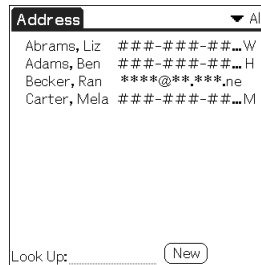 Address ▼ Al
Abrams, Liz ###-###-##...W
Adams, Ben ###-###-##...H
Becker, Ran ****@**.***.ne
Carter, Mela ###-###-##...M
Look Up: New